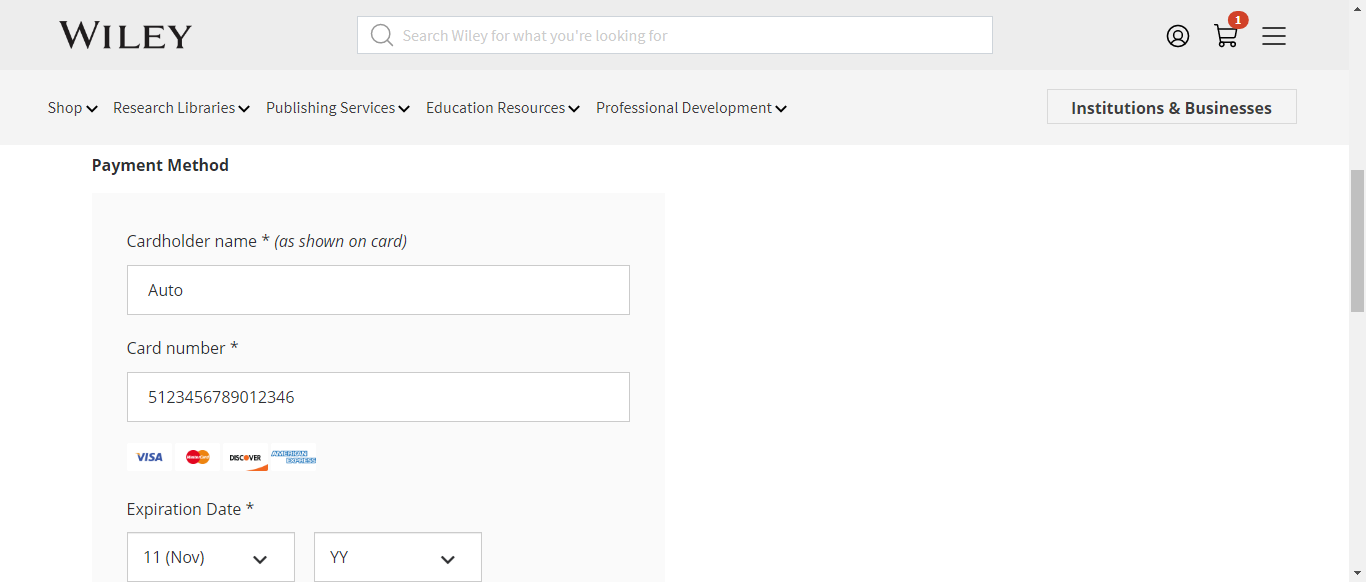 WILEY
Search Wiley for what you're looking for
1
Shop Research Libraries Publishing Services Education Resources Professional Development
Institutions & Businesses
Payment Method
Cardholder name * (as shown on card)
Auto
Card number *
5123456789012346
VISA MasterCard DISCOVER AMERICAN EXPRESS
Expiration Date *
11 (Nov) YY